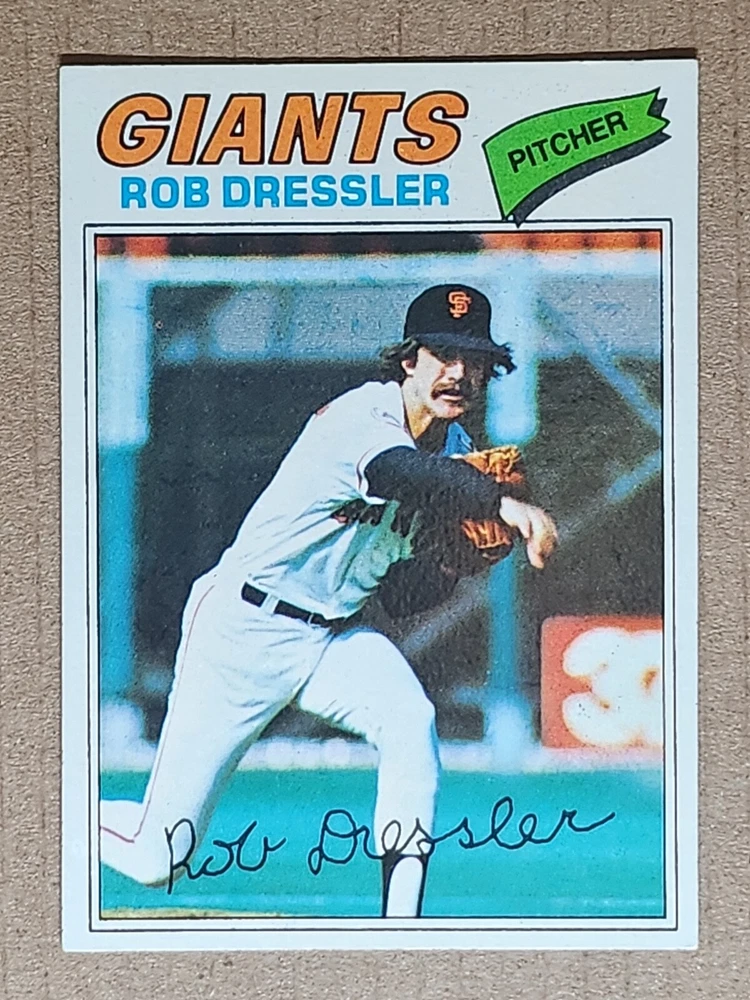 GIANTS
PITCHER
ROB DRESSLER
SF
Rob Dressler